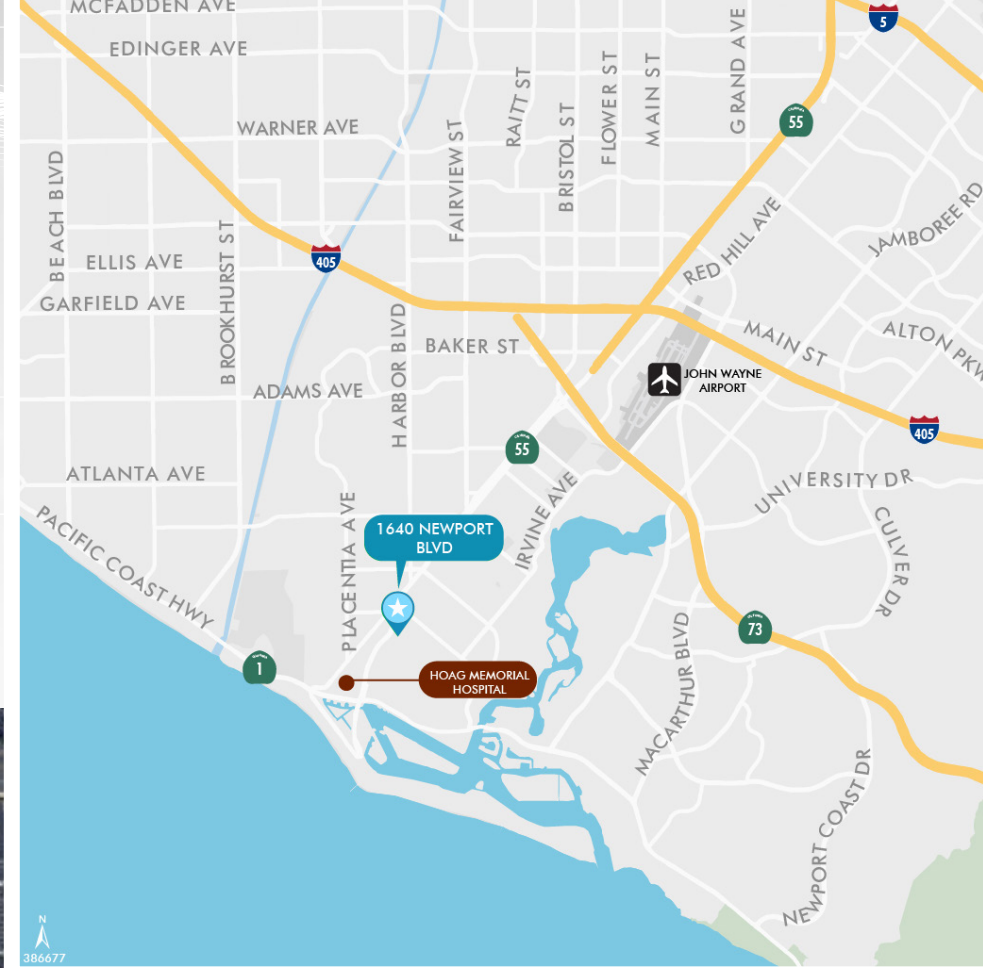 MCFADDEN AVE
5
EDINGER AVE
GRAND AVE
RAITT ST
FLOWER ST
MAIN ST
55
WARNER AVE
FAIRVIEW ST
BRISTOL ST
BEACH BLVD
JAMBOREE RD
BROOKHURST ST
RED HILL AVE
ELLIS AVE
405
GARFIELD AVE
HARBOR BLVD
BAKER ST
MAIN ST
ALTON PKW
JOHN WAYNE
AIRPORT
ADAMS AVE
405
55
ATLANTA AVE
UNIVERSITY DR
IRVINE AVE
PLACENTIA AVE
CULVER DR
PACIFIC COAST HWY
1640 NEWPORT
BLVD
73
MACARTHUR BLVD
1
HOAG MEMORIAL
HOSPITAL
NEWPORT COAST DR
N
386677